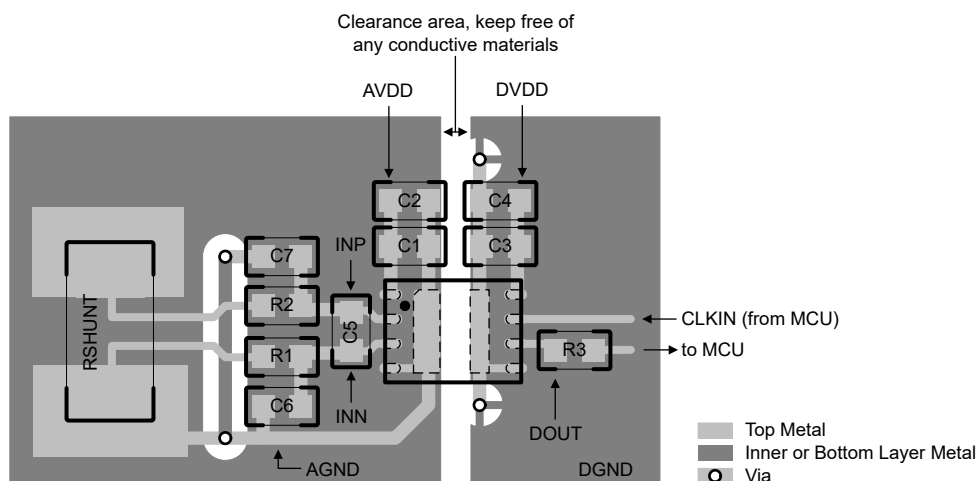 Clearance area, keep free of
any conductive materials
AVDD
DVDD
C2
C4
C1
C3
INP
C7
R2
C5
RSHUNT
R1
C6
INN
AGND
CLKIN (from MCU)
R3
to MCU
DOUT
DGND
Top Metal
Inner or Bottom Layer Metal
Via